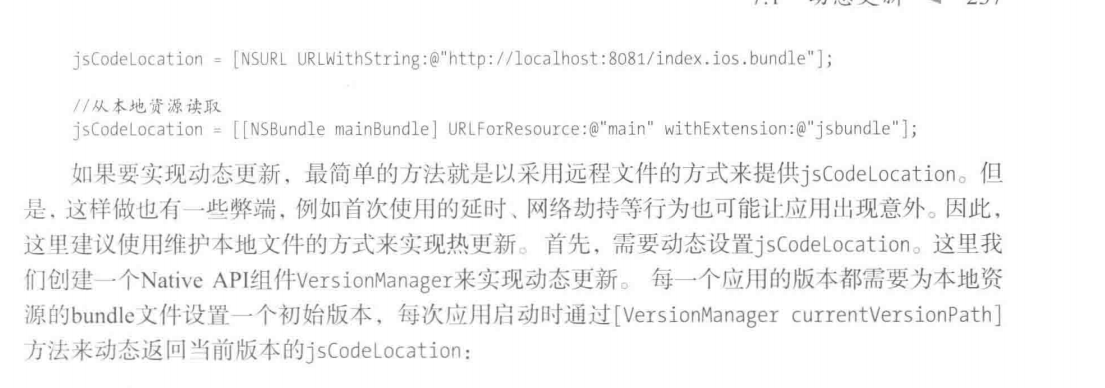 7.1 动态更新 237
jsCodeLocation = [NSURL URLWithString:@"http://localhost:8081/index.ios.bundle"];
//从本地资源读取
jsCodeLocation = [[NSBundle mainBundle] URLForResource:@"main" withExtension:@"jsbundle"];
如果要实现动态更新，最简单的方法就是以采用远程文件的方式来提供jsCodeLocation。但
是，这样做也有一些弊端，例如首次使用的延时、网络劫持等行为也可能让应用出现意外。因此，
这里建议使用维护本地文件的方式来实现热更新。 首先，需要动态设置jsCodeLocation。这里我
们创建一个Native API组件VersionManager来实现动态更新。 每一个应用的版本都需要为本地资
源的bundle文件设置一个初始版本，每次应用启动时通过[VersionManager currentVersionPath]
方法来动态返回当前版本的jsCodeLocation：